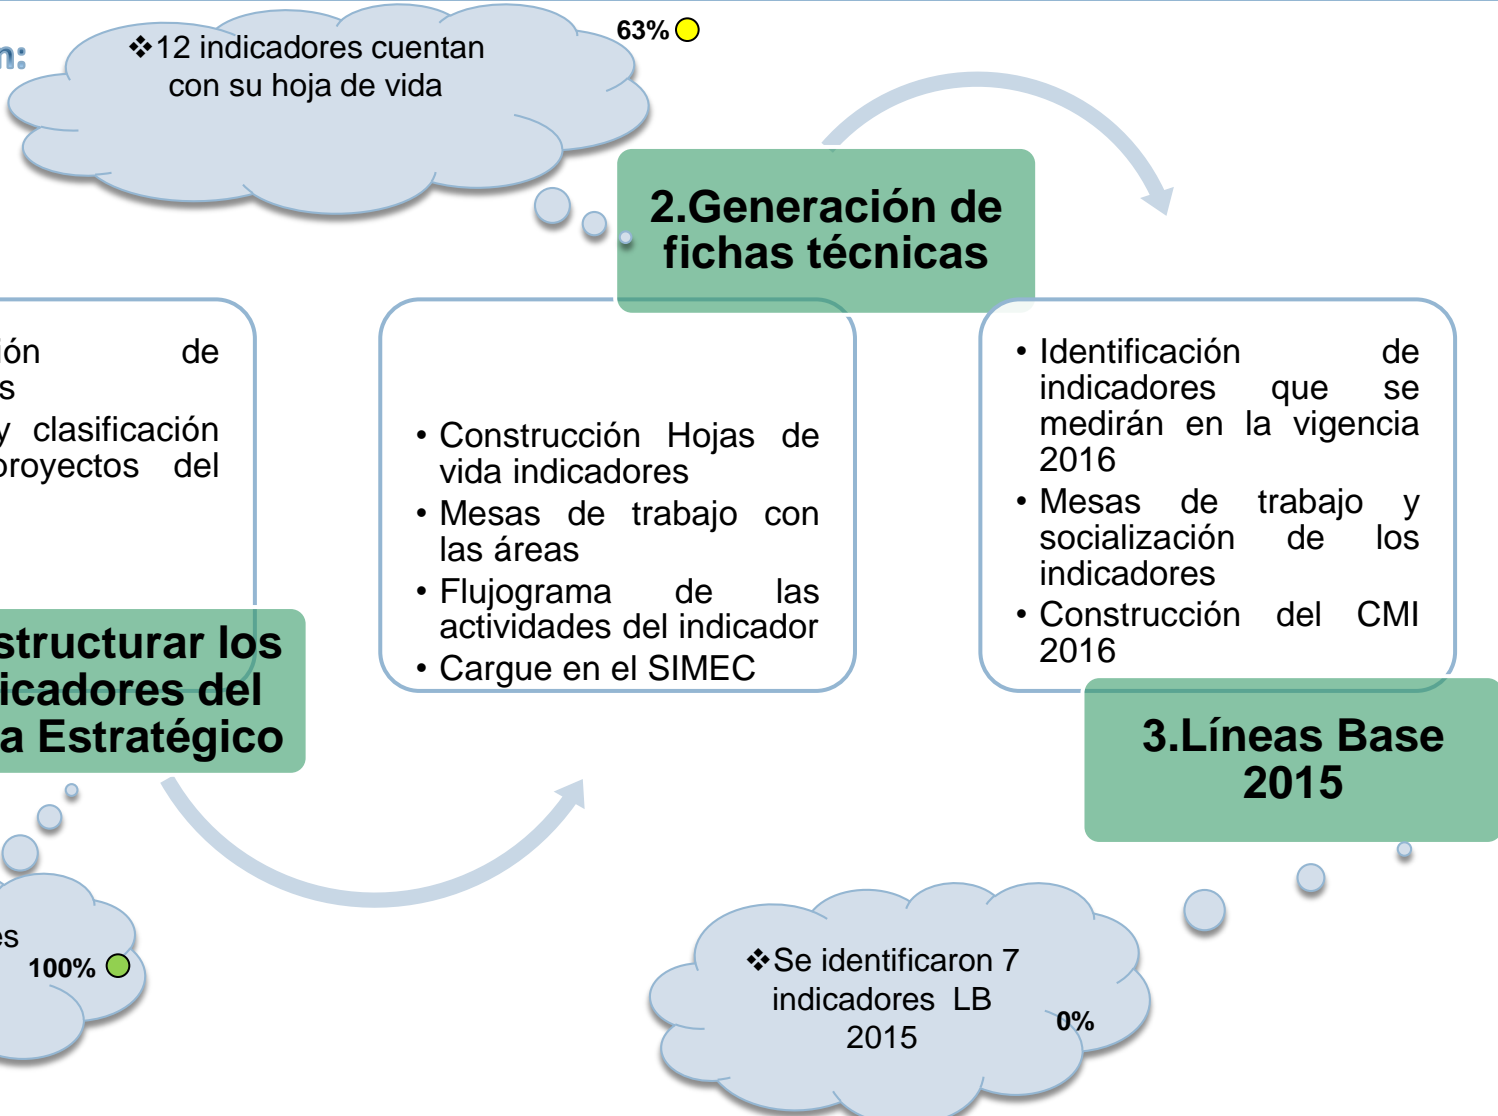 n:
❖12 indicadores cuentan
con su hoja de vida
63%
2.Generación de
fichas técnicas
ión de
s
y clasificación
proyectos del
structurar los
icadores del
a Estratégico
es
100%
• Construcción Hojas de
vida indicadores
• Mesas de trabajo con
las áreas
• Flujograma de las
actividades del indicador
• Cargue en el SIMEC
• Identificación de
indicadores que se
medirán en la vigencia
2016
• Mesas de trabajo y
socialización de los
indicadores
• Construcción del CMI
2016
3.Líneas Base
2015
❖Se identificaron 7
indicadores LB
2015
0%